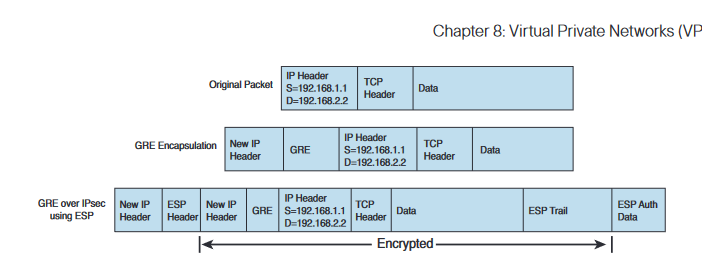 Chapter 8: Virtual Private Networks (VP
Original Packet
IP Header
S=192.168.1.1
D=192.168.2.2
TCP
Header
Data
GRE Encapsulation
New IP
Header
GRE
IP Header
S=192.168.1.1
D=192.168.2.2
TCP
Header
Data
GRE over IPsec
using ESP
New IP
Header
ESP
Header
New IP
Header
GRE
IP Header
S=192.168.1.1
D=192.168.2.2
TCP
Header
Data
ESP Trail
ESP Auth
Data
Encrypted